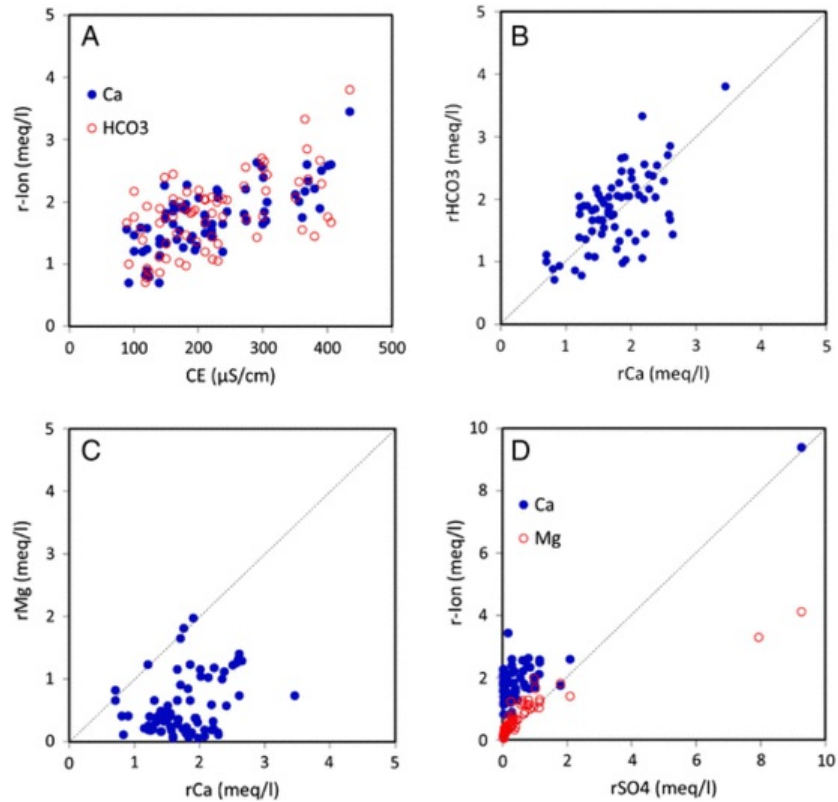 A
Ca
HCO3
r-Ion (meq/l)
5
4
3
2
1
0
0 100 200 300 400 500
CE (µS/cm)
B
rHCO3 (meq/l)
5
4
3
2
1
0
0 1 2 3 4 5
rCa (meq/l)
C
rMg (meq/l)
5
4
3
2
1
0
0 1 2 3 4 5
rCa (meq/l)
D
Ca
Mg
r-Ion (meq/l)
10
8
6
4
2
0
0 2 4 6 8 10
rSO4 (meq/l)